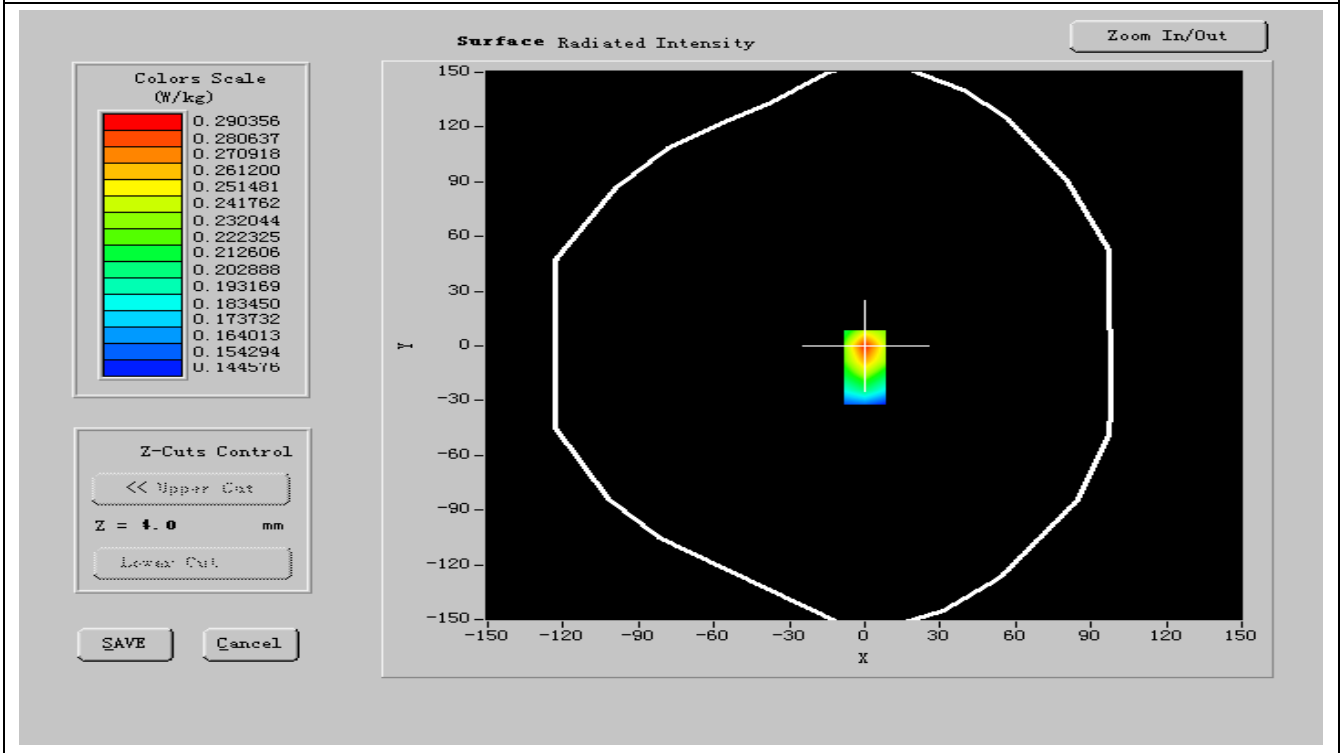 Surface Radiated Intensity
Zoom In/Out
Colors Scale
(W/kg)
0.290356
0.280637
0.270918
0.261200
0.251481
0.241762
0.232044
0.222325
0.212606
0.202888
0.193169
0.183450
0.173732
0.164013
0.154294
0.144576
Z-Cuts Control
<< Upper Cut
Z = 4.0 mm
Lower Cut
SAVE
Cancel
150
120
90
60
30
0
-30
-60
-90
-120
-150
Y
-150 -120 -90 -60 -30 0 30 60 90 120 150
X